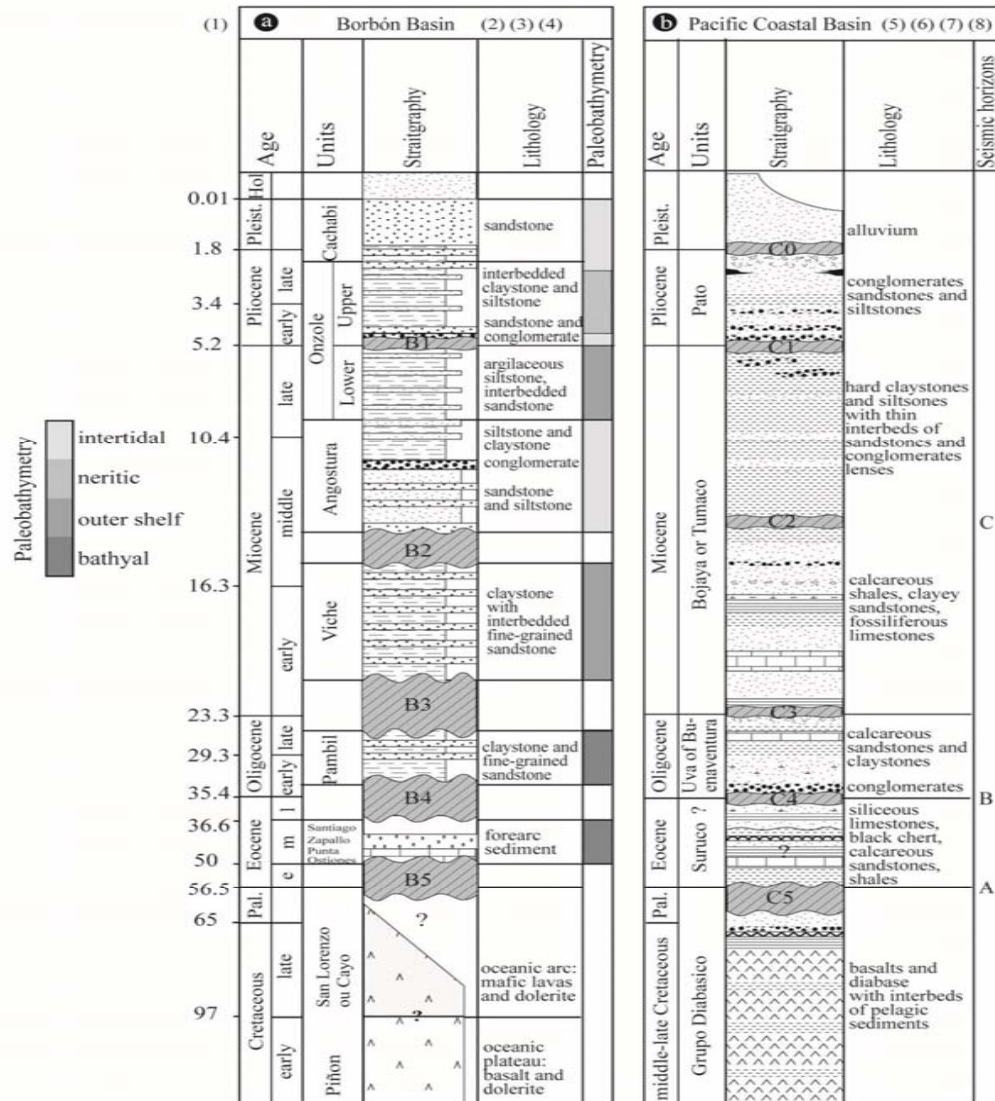 (1)
a Borbón Basin (2) (3) (4)
Age
Units
Straitgraphy
Lithology
Paleobathymetry
Hol
Pleist.
Pliocene
late
early
Miocene
late
middle
early
Oligocene
late
early
Eocene
l
m
e
Pal.
Cretaceous
late
early
0.01
1.8
3.4
5.2
10.4
16.3
23.3
29.3
35.4
36.6
50
56.5
65
97
Cachabi
Onzole
Upper
Lower
Angostura
Viche
Pambil
Santiago
Zapallo
Punta
Ostiones
San Lorenzo
ou Cayo
Piñon
B1
B2
B3
B4
B5
?
?
sandstone
interbedded
claystone and
siltstone
sandstone and
conglomerate
argilaceous
siltstone,
interbedded
sandstone
siltstone and
claystone
conglomerate
sandstone
and siltstone
claystone
with
interbedded
fine-grained
sandstone
claystone and
fine-grained
sandstone
forearc
sediment
oceanic arc:
mafic lavas
and dolerite
oceanic
plateau:
basalt and
dolerite
Paleobathymetry
intertidal
neritic
outer shelf
bathyal
b Pacific Coastal Basin (5) (6) (7) (8)
Age
Units
Stratigraphy
Lithology
Seismic horizons
Pleist.
Pliocene
Miocene
Oligocene
Eocene
Pal.
middle-late Cretaceous
Pato
Bojaya or Tumaco
Uva of Bu-
enaventura
Suruco ?
Grupo Diabasico
C0
C1
C2
C3
C4
?
C5
alluvium
conglomerates
sandstones and
siltstones
hard claystones
and siltsones
with thin
interbeds of
sandstoncs and
conglomerates
lenses
calcareous
shales, clayey
sandstones,
fossiliferous
limestones
calcareous
sandstones and
claystones
conglomerates
siliceous
limestones,
black chert,
calcareous
sandstones,
shales
basalts and
diabase
with interbeds
of pelagic
sediments
C
B
A